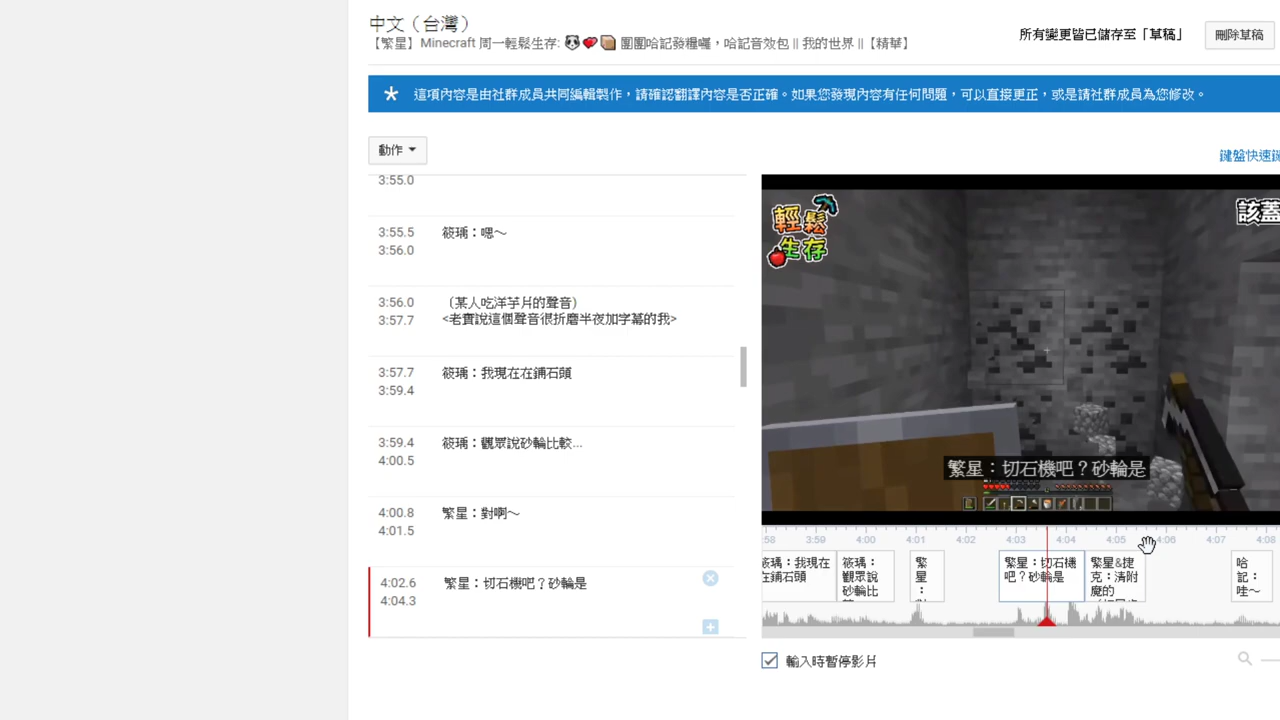 中文（台灣）
【繁星】Minecraft 周一輕鬆生存: 🐼💕📦 團團哈記發糧囉，哈記音效包 || 我的世界 ||【精華】
所有變更皆已儲存至「草稿」
刪除草稿
這項內容是由社群成員共同編輯製作，請確認翻譯內容是否正確。如果您發現內容有任何問題，可以直接更正，或是請社群成員為您修改。
動作
鍵盤快速鍵
3:55.0
3:55.5
3:56.0
筱瑀：嗯～
3:56.0
3:57.7
（某人吃洋芋片的聲音）
<老實說這個聲音很折磨半夜加字幕的我>
3:57.7
3:59.4
筱瑀：我現在在鋪石頭
3:59.4
4:00.5
筱瑀：觀眾說砂輪比較...
4:00.8
4:01.5
繁星：對啊～
4:02.6
4:04.3
繁星：切石機吧？砂輪是
輕鬆
生存
該蓋
繁星：切石機吧？砂輪是
:58 3:59 4:00 4:01 4:02 4:03 4:04 4:05 4:06 4:07 4:08
筱瑀：我現在
在鋪石頭
筱瑀：
觀眾說
砂輪比
繁
星
：
繁星：切石機
吧？砂輪是
繁星&捷
克：清附
魔的
哈
記：
哇～
輸入時暫停影片